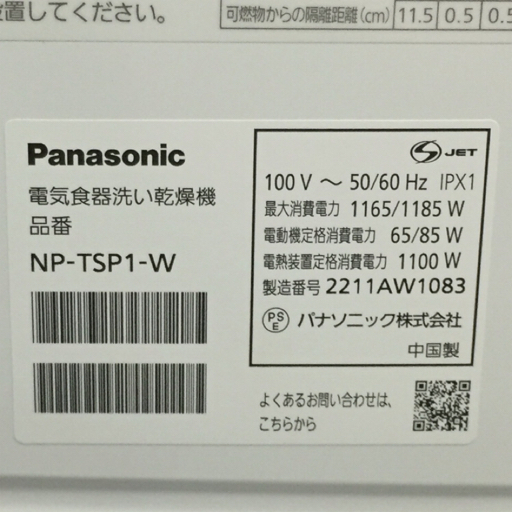 置してください。
可燃物からの隔離距離(cm) 11.5 0.5 0.5
Panasonic
電気食器洗い乾燥機
品番
NP-TSP1-W
S JET
100 V ～ 50/60 Hz IPX1
最大消費電力 1165/1185 W
電動機定格消費電力 65/85 W
電熱装置定格消費電力 1100 W
製造番号 2211AW1083
PS
E
パナソニック株式会社
中国製
よくあるお問い合わせは、
こちらから